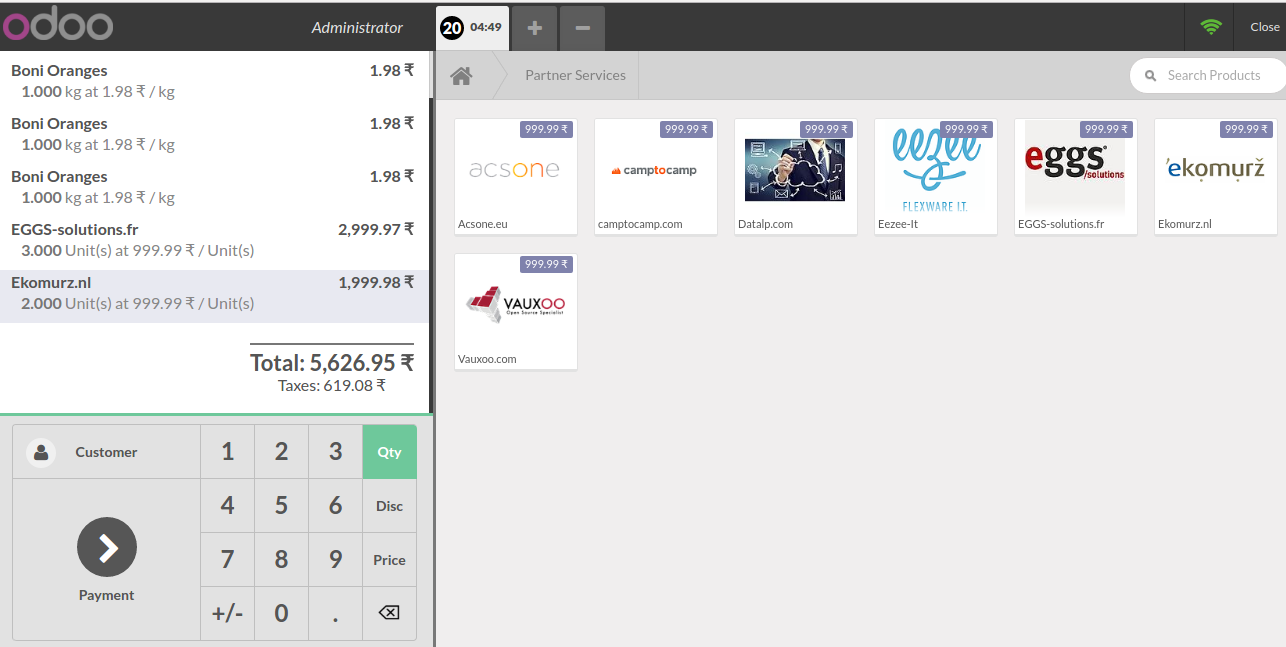 odoo
Administrator
20 04:49
+
−
Close
Boni Oranges 1.98 ₹
1.000 kg at 1.98 ₹ / kg
Boni Oranges 1.98 ₹
1.000 kg at 1.98 ₹ / kg
Boni Oranges 1.98 ₹
1.000 kg at 1.98 ₹ / kg
EGGS-solutions.fr 2,999.97 ₹
3.000 Unit(s) at 999.99 ₹ / Unit(s)
Ekomurz.nl 1,999.98 ₹
2.000 Unit(s) at 999.99 ₹ / Unit(s)
Total: 5,626.95 ₹
Taxes: 619.08 ₹
Customer
Payment
1 2 3 Qty
4 5 6 Disc
7 8 9 Price
+/- 0 .
Partner Services
Search Products
999.99 ₹
acsone
Acsone.eu
999.99 ₹
camptocamp
camptocamp.com
999.99 ₹
Datalp.com
999.99 ₹
eezee
FLEXWARE I.T.
Eezee-It
999.99 ₹
eggs
/solutions
EGGS-solutions.fr
999.99 ₹
'ekomurž
Ekomurz.nl
999.99 ₹
VAUXOO
Open Source Specialist
Vauxoo.com